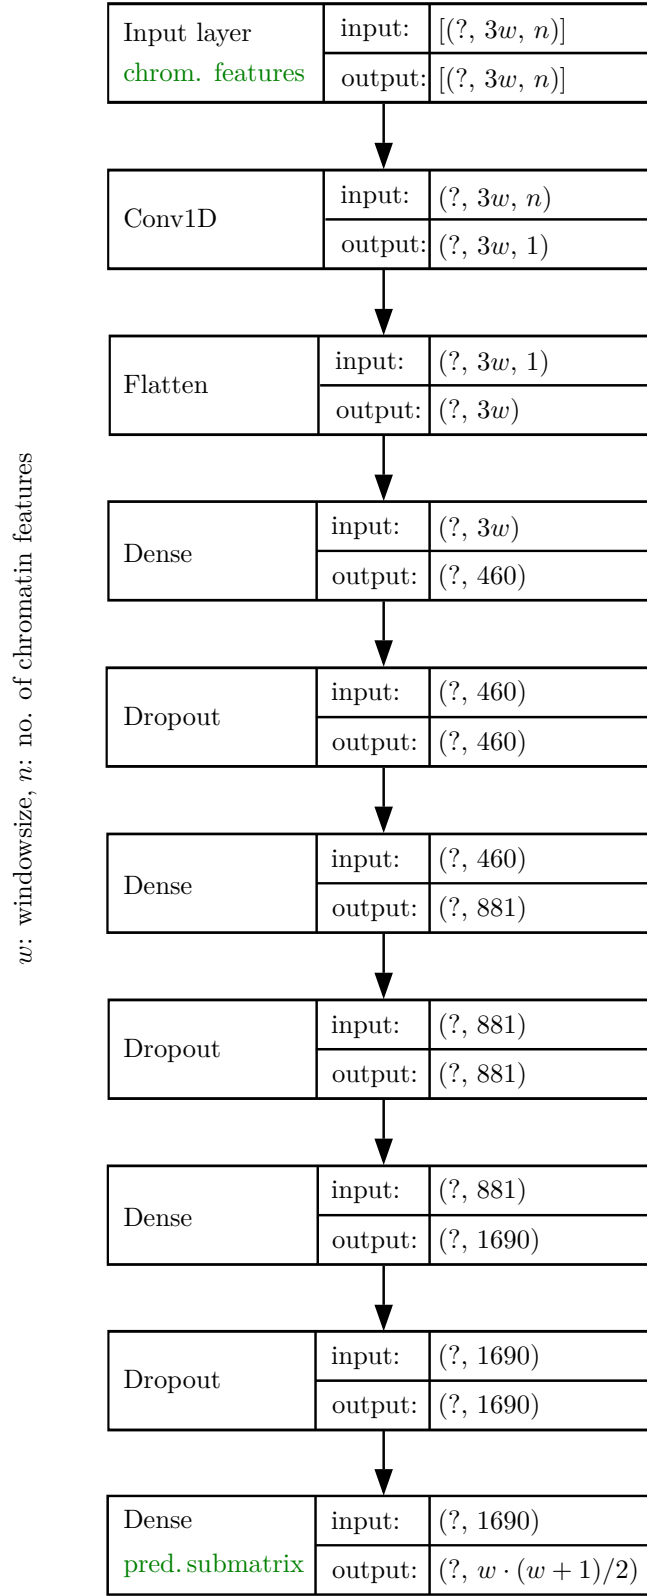 Input layer
chrom. features
input: [(?, 3w, n)]
output: [(?, 3w, n)]
Conv1D
input: (?, 3w, n)
output: (?, 3w, 1)
Flatten
input: (?, 3w, 1)
output: (?, 3w)
Dense
input: (?, 3w)
output: (?, 460)
Dropout
input: (?, 460)
output: (?, 460)
Dense
input: (?, 460)
output: (?, 881)
Dropout
input: (?, 881)
output: (?, 881)
Dense
input: (?, 881)
output: (?, 1690)
Dropout
input: (?, 1690)
output: (?, 1690)
Dense
pred. submatrix
input: (?, 1690)
output: (?, w · (w + 1)/2)
w: windowsize, n: no. of chromatin features